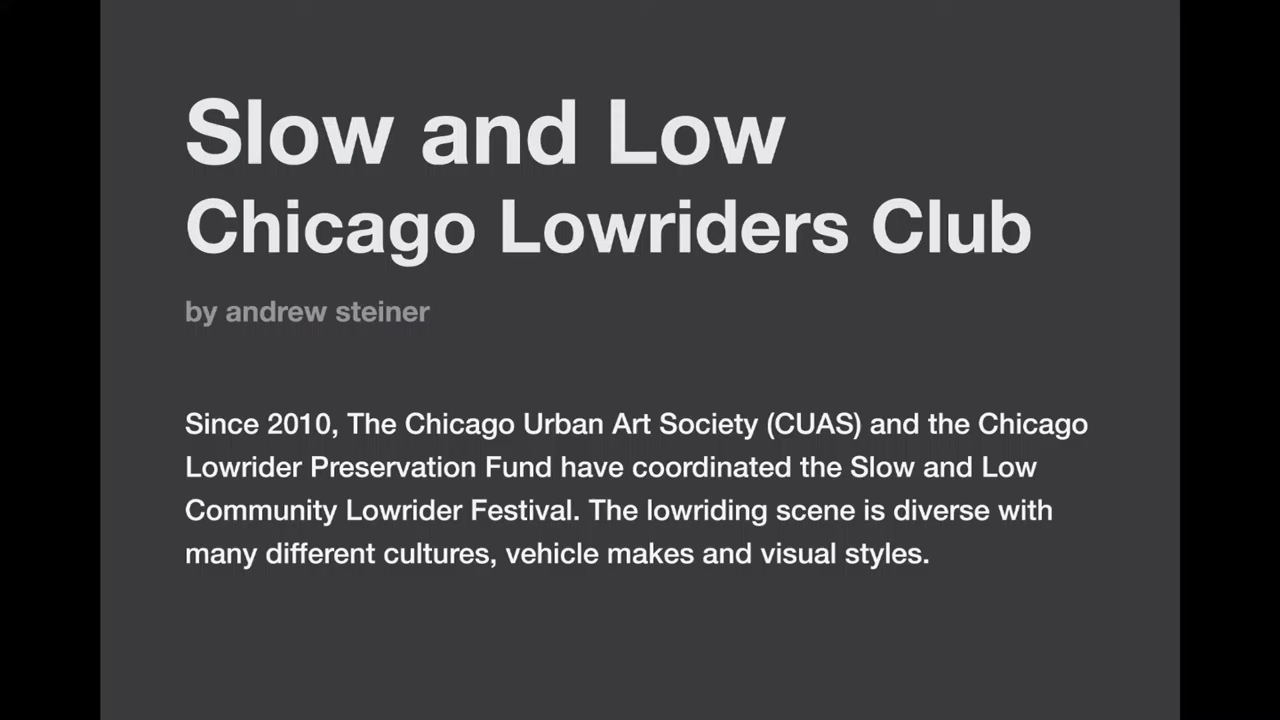 Slow and Low
Chicago Lowriders Club
by andrew steiner
Since 2010, The Chicago Urban Art Society (CUAS) and the Chicago
Lowrider Preservation Fund have coordinated the Slow and Low
Community Lowrider Festival. The lowriding scene is diverse with
many different cultures, vehicle makes and visual styles.